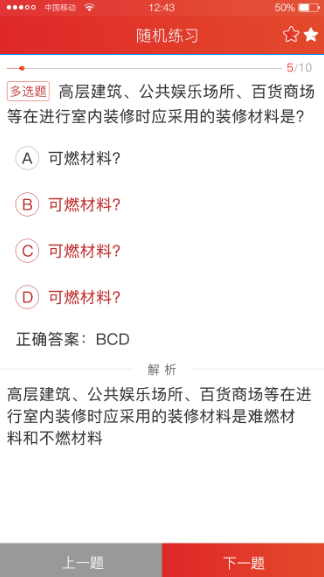 中国移动 12:43 50%
随机练习
5/10
多选题 高层建筑、公共娱乐场所、百货商场
等在进行室内装修时应采用的装修材料是?
A 可燃材料?
B 可燃材料?
C 可燃材料?
D 可燃材料?
正确答案：BCD
解 析
高层建筑、公共娱乐场所、百货商场等在进
行室内装修时应采用的装修材料是难燃材
料和不燃材料
上一题 下一题